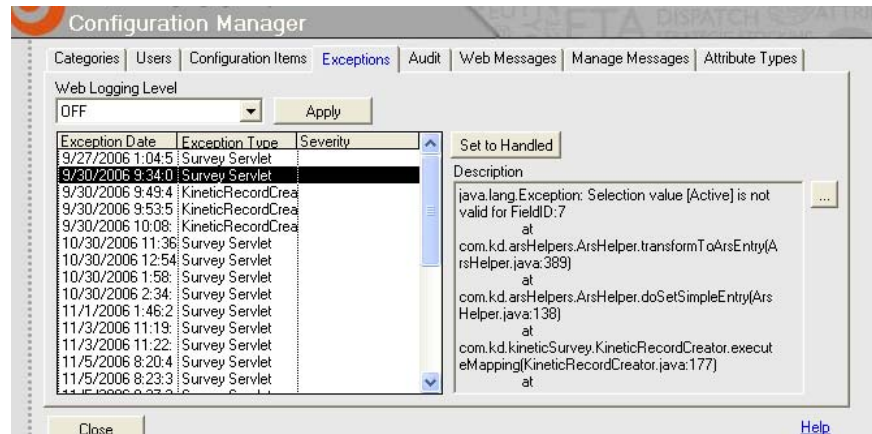 Configuration Manager
DISPATCH
Categories Users Configuration Items Exceptions Audit Web Messages Manage Messages Attribute Types
Web Logging Level
OFF Apply
Exception Date Exception Type Severity
9/27/2006 1:04:5 Survey Servlet
9/30/2006 9:34:0 Survey Servlet
9/30/2006 9:49:4 KineticRecordCrea
9/30/2006 9:53:5 KineticRecordCrea
9/30/2006 10:08: KineticRecordCrea
10/30/2006 11:36 Survey Servlet
10/30/2006 12:54 Survey Servlet
10/30/2006 1:58: Survey Servlet
10/30/2006 2:34: Survey Servlet
11/1/2006 1:46:2 Survey Servlet
11/3/2006 11:19: Survey Servlet
11/3/2006 11:22: Survey Servlet
11/5/2006 8:20:4 Survey Servlet
11/5/2006 8:23:3 Survey Servlet
Set to Handled
Description
java.lang.Exception: Selection value [Active] is not
valid for FieldID:7
at
com.kd.arsHelpers.ArsHelper.transformToArsEntry(A
rsHelper.java:389)
at
com.kd.arsHelpers.ArsHelper.doSetSimpleEntry(Ars
Helper.java:138)
at
com.kd.kineticSurvey.KineticRecordCreator.execut
eMapping(KineticRecordCreator.java:177)
at
...
Close
Help